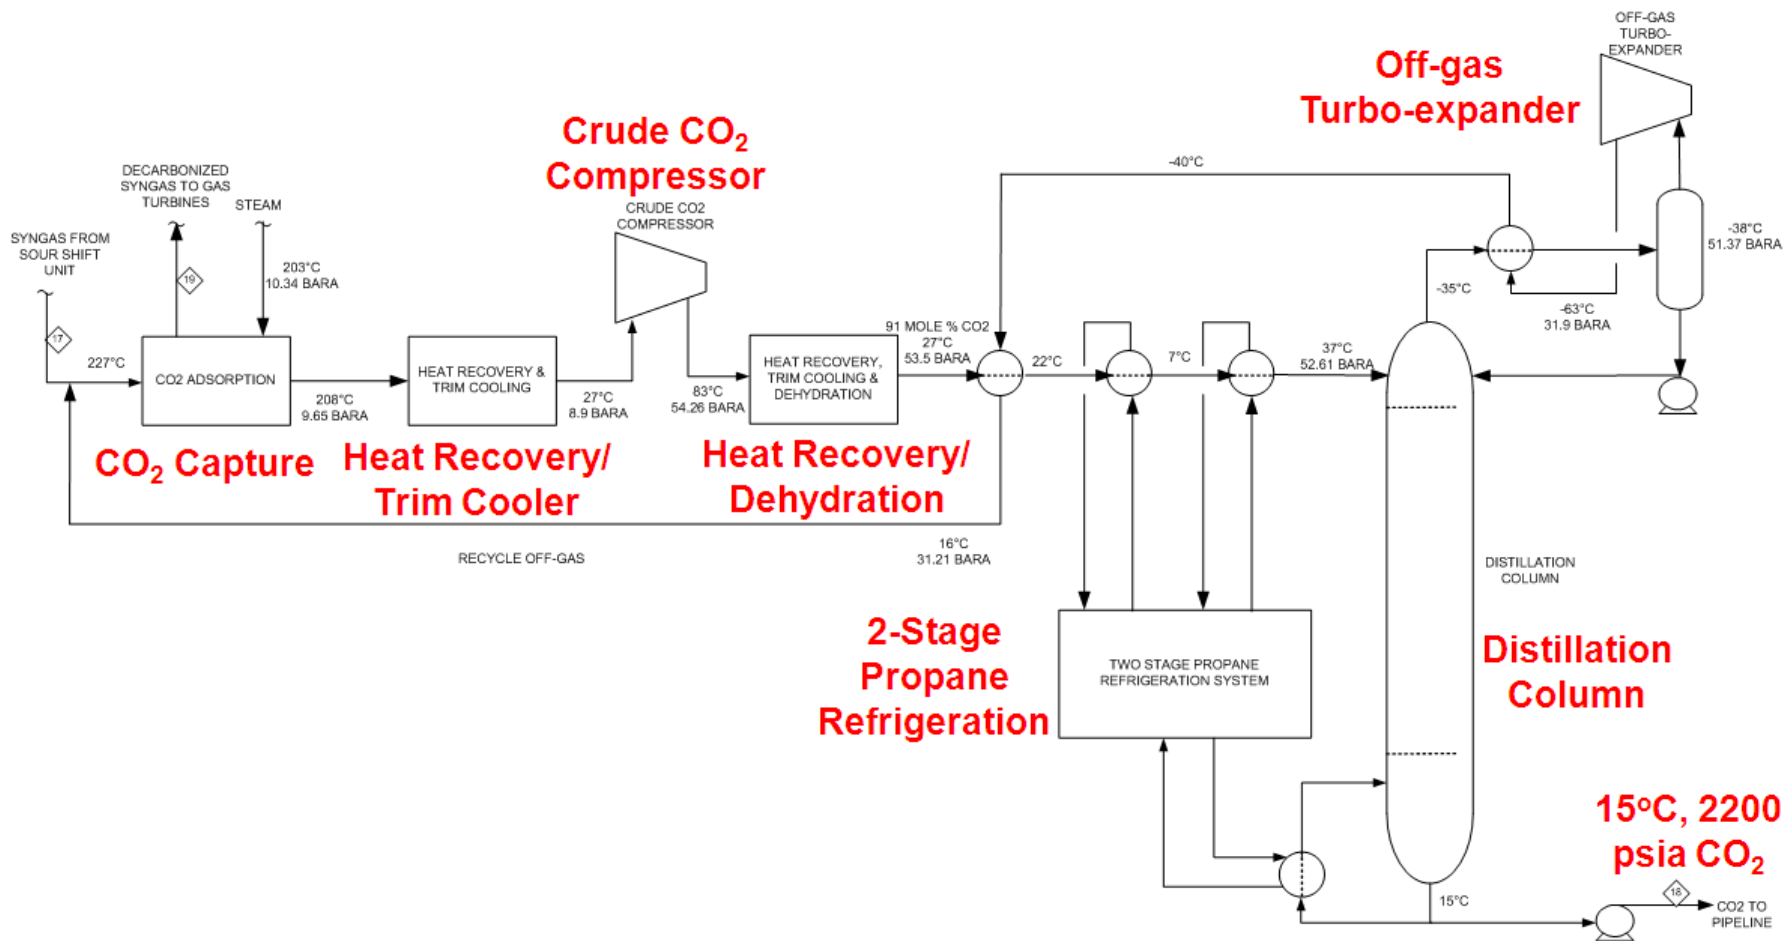 OFF-GAS
TURBO-
EXPANDER
Off-gas
Turbo-expander
Crude CO₂
Compressor
CRUDE CO2
COMPRESSOR
DECARBONIZED
SYNGAS TO GAS
TURBINES
STEAM
SYNGAS FROM
SOUR SHIFT
UNIT
19
203°C
10.34 BARA
17
227°C
CO2 ADSORPTION
208°C
9.65 BARA
HEAT RECOVERY &
TRIM COOLING
27°C
8.9 BARA
83°C
54.26 BARA
HEAT RECOVERY,
TRIM COOLING &
DEHYDRATION
91 MOLE % CO2
27°C
53.5 BARA
22°C
7°C
37°C
52.61 BARA
-40°C
-35°C
-63°C
31.9 BARA
-38°C
51.37 BARA
CO₂ Capture
Heat Recovery/
Trim Cooler
Heat Recovery/
Dehydration
RECYCLE OFF-GAS
16°C
31.21 BARA
DISTILLATION
COLUMN
Distillation
Column
2-Stage
Propane
Refrigeration
TWO STAGE PROPANE
REFRIGERATION SYSTEM
15°C, 2200
psia CO₂
15°C
18
CO2 TO
PIPELINE